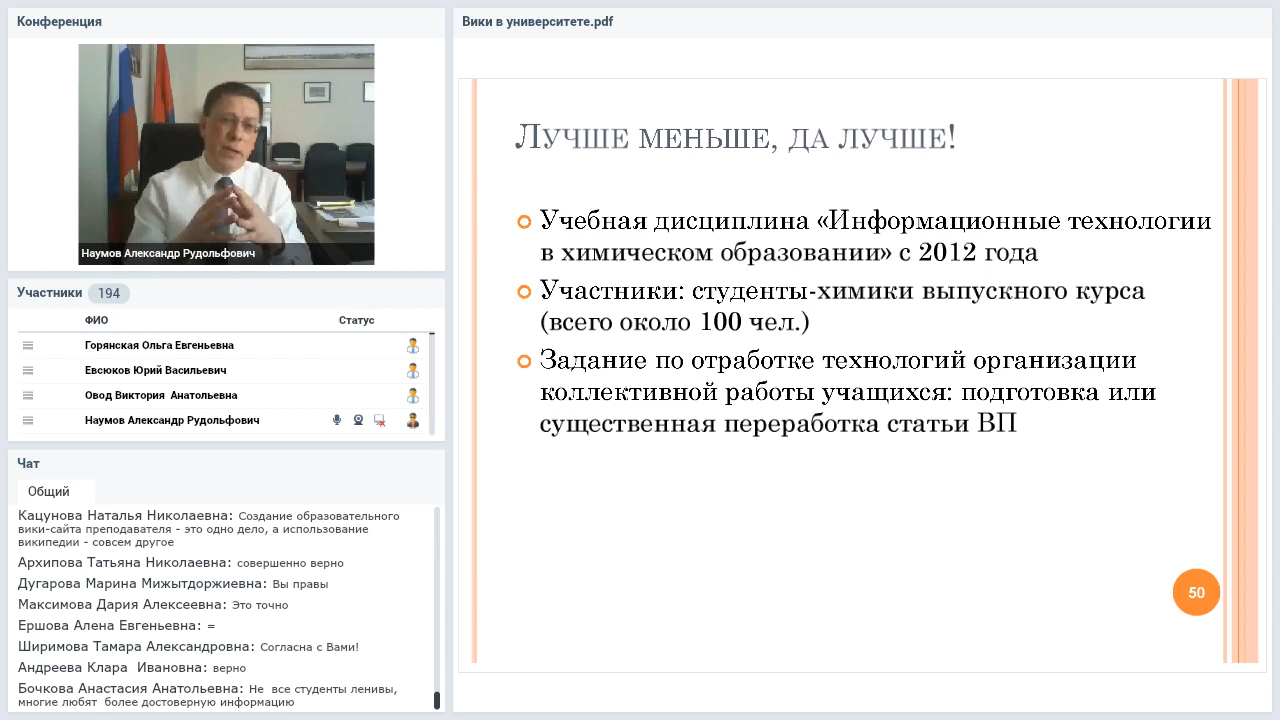 Конференция
Наумов Александр Рудольфович
Участники 194
ФИО Статус
Горянская Ольга Евгеньевна
Евсюков Юрий Васильевич
Овод Виктория Анатольевна
Наумов Александр Рудольфович
Чат
Общий
Кацунова Наталья Николаевна: Создание образовательного
вики-сайта преподавателя - это одно дело, а использование
википедии - совсем другое
Архипова Татьяна Николаевна: совершенно верно
Дугарова Марина Мижытдоржиевна: Вы правы
Максимова Дария Алексеевна: Это точно
Ершова Алена Евгеньевна: =
Ширимова Тамара Александровна: Согласна с Вами!
Андреева Клара Ивановна: верно
Бочкова Анастасия Анатольевна: Не все студенты ленивы,
многие любят более достоверную информацию
Вики в университете.pdf
Лучше меньше, да лучше!
Учебная дисциплина «Информационные технологии
в химическом образовании» с 2012 года
Участники: студенты-химики выпускного курса
(всего около 100 чел.)
Задание по отработке технологий организации
коллективной работы учащихся: подготовка или
существенная переработка статьи ВП
50